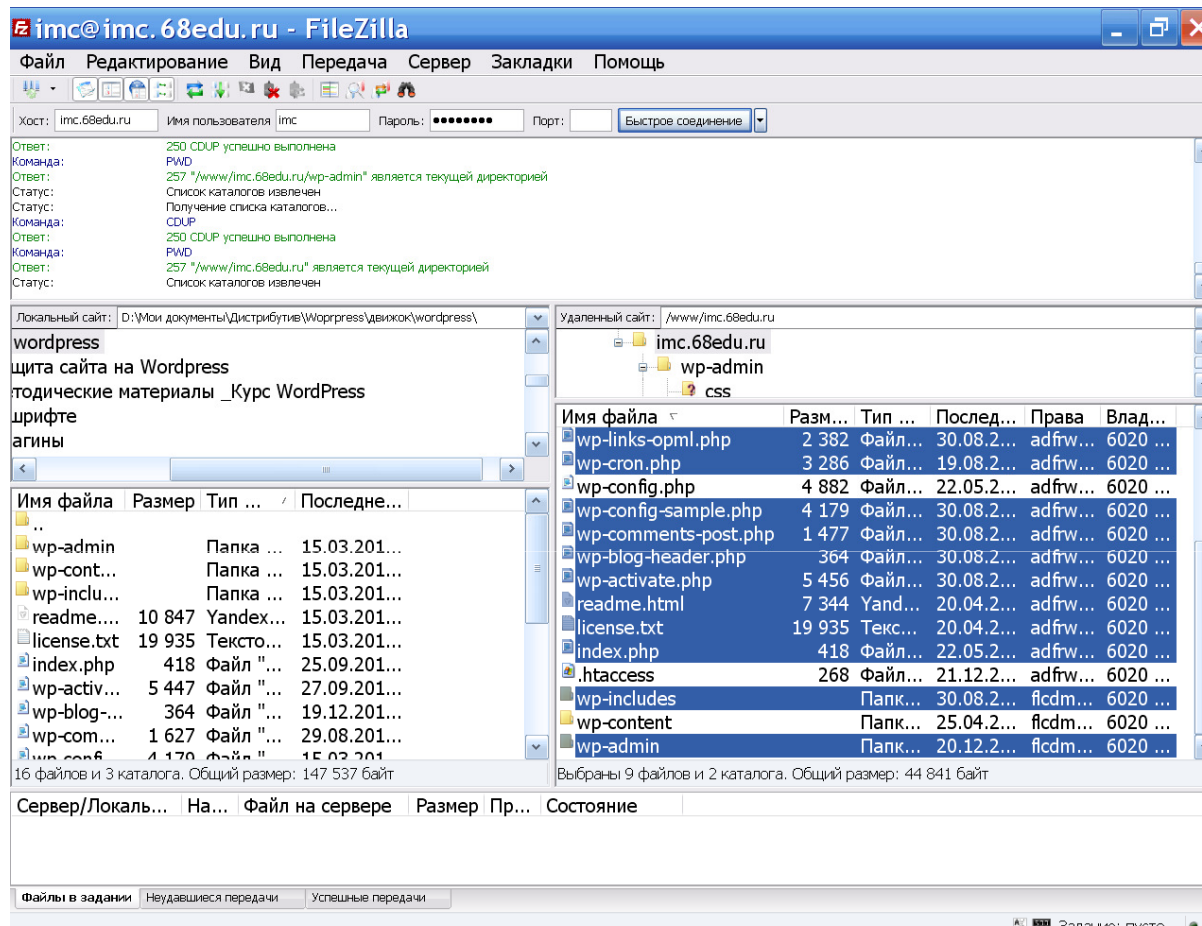 imc@imc.68edu.ru - FileZilla
Файл Редактирование Вид Передача Сервер Закладки Помощь
Хост: imc.68edu.ru Имя пользователя imc Пароль: ●●●●●●●● Порт: Быстрое соединение
Ответ: 250 CDUP успешно выполнена
Команда: PWD
Ответ: 257 "/www/imc.68edu.ru/wp-admin" является текущей директорией
Статус: Список каталогов извлечен
Статус: Получение списка каталогов...
Команда: CDUP
Ответ: 250 CDUP успешно выполнена
Команда: PWD
Ответ: 257 "/www/imc.68edu.ru" является текущей директорией
Статус: Список каталогов извлечен
Локальный сайт: D:\Мои документы\Дистрибутив\Woprpress\движок\wordpress\
wordpress
щита сайта на Wordpress
тодические материалы _Курс WordPress
шрифте
агины
Имя файла Размер Тип ... Последне...
..
wp-admin Папка ... 15.03.201...
wp-cont... Папка ... 15.03.201...
wp-inclu... Папка ... 15.03.201...
readme.... 10 847 Yandex... 15.03.201...
license.txt 19 935 Тексто... 15.03.201...
index.php 418 Файл "... 25.09.201...
wp-activ... 5 447 Файл "... 27.09.201...
wp-blog-... 364 Файл "... 19.12.201...
wp-com... 1 627 Файл "... 29.08.201...
wp-confi... 4 179 Файл "... 15.03.201...
16 файлов и 3 каталога. Общий размер: 147 537 байт
Удаленный сайт: /www/imc.68edu.ru
imc.68edu.ru
wp-admin
css
Имя файла Разм... Тип ... Послед... Права Влад...
wp-links-opml.php 2 382 Файл... 30.08.2... adfrw... 6020 ...
wp-cron.php 3 286 Файл... 19.08.2... adfrw... 6020 ...
wp-config.php 4 882 Файл... 22.05.2... adfrw... 6020 ...
wp-config-sample.php 4 179 Файл... 30.08.2... adfrw... 6020 ...
wp-comments-post.php 1 477 Файл... 30.08.2... adfrw... 6020 ...
wp-blog-header.php 364 Файл... 30.08.2... adfrw... 6020 ...
wp-activate.php 5 456 Файл... 30.08.2... adfrw... 6020 ...
readme.html 7 344 Yand... 20.04.2... adfrw... 6020 ...
license.txt 19 935 Текс... 20.04.2... adfrw... 6020 ...
index.php 418 Файл... 22.05.2... adfrw... 6020 ...
.htaccess 268 Файл... 21.12.2... adfrw... 6020 ...
wp-includes Папк... 30.08.2... flcdm... 6020 ...
wp-content Папк... 25.04.2... flcdm... 6020 ...
wp-admin Папк... 20.12.2... flcdm... 6020 ...
Выбраны 9 файлов и 2 каталога. Общий размер: 44 841 байт
Сервер/Локаль... На... Файл на сервере Размер Пр... Состояние
Файлы в задании Неудавшиеся передачи Успешные передачи
Задание: пусто